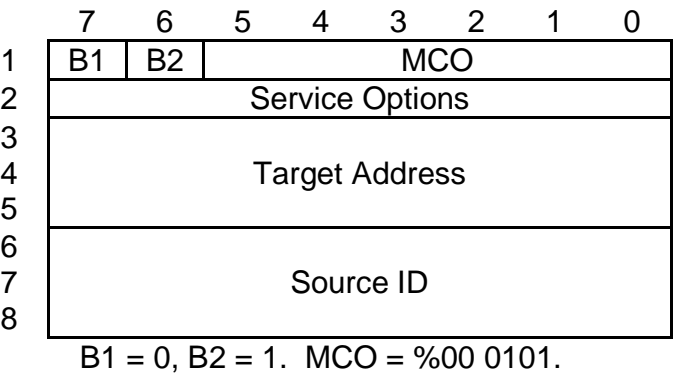 7 6 5 4 3 2 1 0
1 B1 B2 MCO
2 Service Options
3
4 Target Address
5
6
7 Source ID
8
B1 = 0, B2 = 1. MCO = %00 0101.